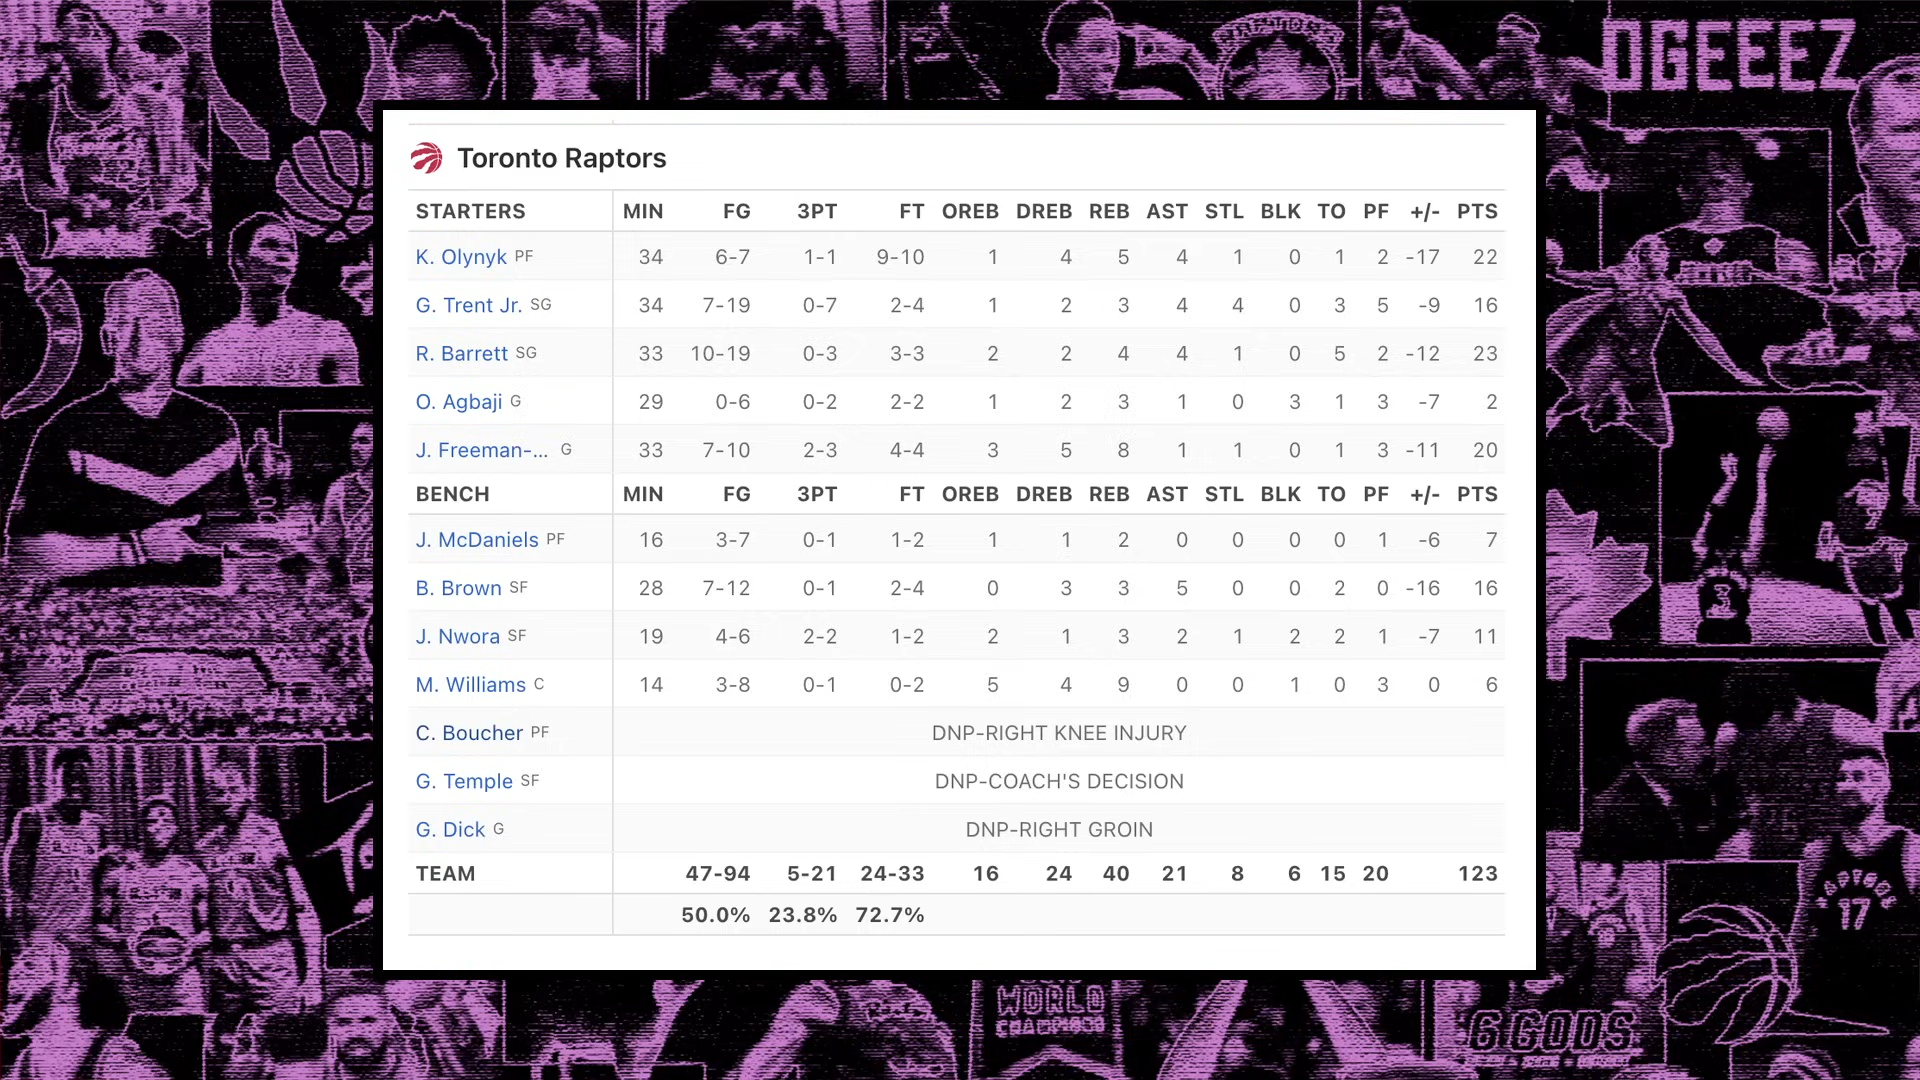 DGEEEZ
Toronto Raptors
STARTERS MIN FG 3PT FT OREB DREB REB AST STL BLK TO PF +/- PTS
K. Olynyk PF 34 6-7 1-1 9-10 1 4 5 4 1 0 1 2 -17 22
G. Trent Jr. SG 34 7-19 0-7 2-4 1 2 3 4 4 0 3 5 -9 16
R. Barrett SG 33 10-19 0-3 3-3 2 2 4 4 1 0 5 2 -12 23
O. Agbaji G 29 0-6 0-2 2-2 1 2 3 1 0 3 1 3 -7 2
J. Freeman-... G 33 7-10 2-3 4-4 3 5 8 1 1 0 1 3 -11 20
BENCH MIN FG 3PT FT OREB DREB REB AST STL BLK TO PF +/- PTS
J. McDaniels PF 16 3-7 0-1 1-2 1 1 2 0 0 0 0 1 -6 7
B. Brown SF 28 7-12 0-1 2-4 0 3 3 5 0 0 2 0 -16 16
J. Nwora SF 19 4-6 2-2 1-2 2 1 3 2 1 2 2 1 -7 11
M. Williams C 14 3-8 0-1 0-2 5 4 9 0 0 1 0 3 0 6
C. Boucher PF DNP-RIGHT KNEE INJURY
G. Temple SF DNP-COACH'S DECISION
G. Dick G DNP-RIGHT GROIN
TEAM 47-94 5-21 24-33 16 24 40 21 8 6 15 20 123
50.0% 23.8% 72.7%
3
17
WORLD
CHAMPIONS
6GODS